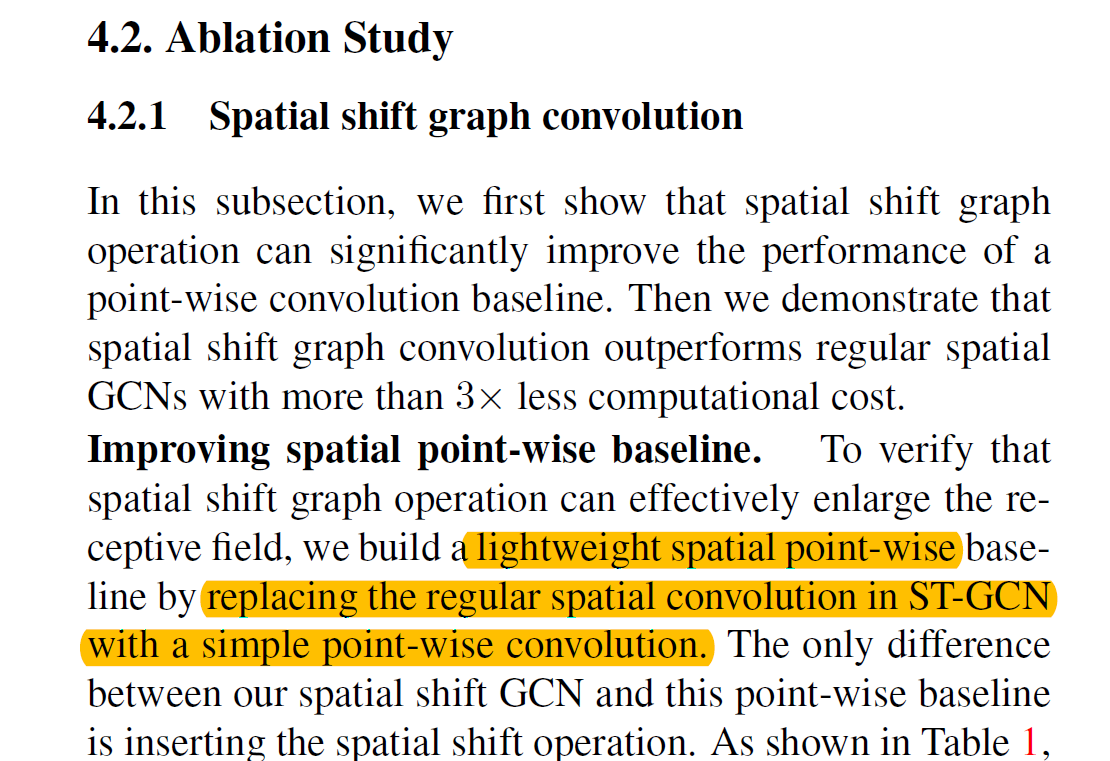 4.2. Ablation Study
4.2.1 Spatial shift graph convolution
In this subsection, we first show that spatial shift graph
operation can significantly improve the performance of a
point-wise convolution baseline. Then we demonstrate that
spatial shift graph convolution outperforms regular spatial
GCNs with more than 3× less computational cost.
Improving spatial point-wise baseline. To verify that
spatial shift graph operation can effectively enlarge the re-
ceptive field, we build a lightweight spatial point-wise base-
line by replacing the regular spatial convolution in ST-GCN
with a simple point-wise convolution. The only difference
between our spatial shift GCN and this point-wise baseline
is inserting the spatial shift operation. As shown in Table 1,